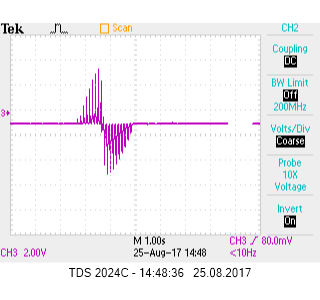 Tek
Scan
CH2
Coupling
DC
BW Limit
Off
200MHz
3
Volts/Div
Coarse
Probe
10X
Voltage
Invert
On
M 1.00s
CH3 80.0mV
CH3 2.00V
25-Aug-17 14:48
<10Hz
TDS 2024C - 14:48:36 25.08.2017